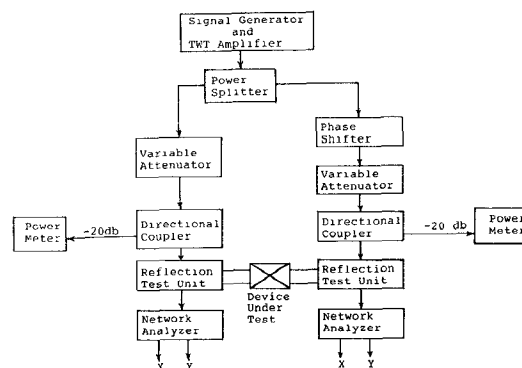 Signal Generator
and
TWT Amplifier
Power
Splitter
Phase
Shifter
Variable
Attenuator
Variable
Attenuator
Power
Meter
-20db
Directional
Coupler
Directional
Coupler
-20 db
Power
Meter
Reflection
Test Unit
Device
Under
Test
Reflection
Test Unit
Network
Analyzer
Network
Analyzer
X Y
X Y